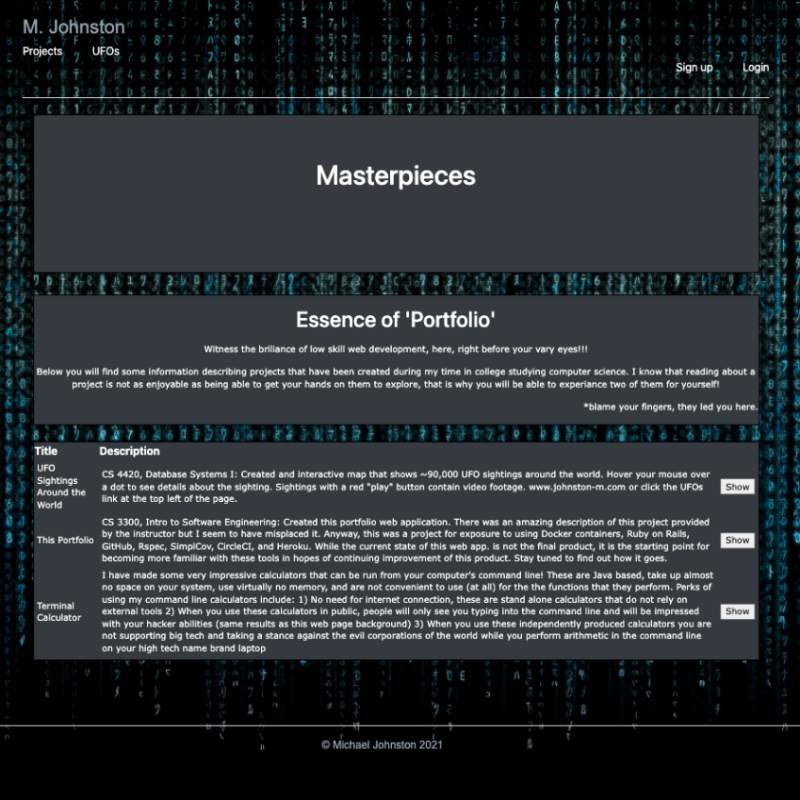 M. Johnston
Projects UFOs
Sign up Login
Masterpieces
Essence of 'Portfolio'
Witness the briliance of low skill web development, here, right before your vary eyes!!!
Below you will find some information describing projects that have been created during my time in college studying computer science. I know that reading about a
project is not as enjoyable as being able to get your hands on them to explore, that is why you will be able to experiance two of them for yourself!
*blame your fingers, they led you here.
Title Description
UFO
Sightings
Around the
World
CS 4420, Database Systems I: Created and interactive map that shows ~90,000 UFO sightings around the world. Hover your mouse over
a dot to see details about the sighting. Sightings with a red "play" button contain video footage. www.johnston-m.com or click the UFOs
link at the top left of the page.
Show
This Portfolio
CS 3300, Intro to Software Engineering: Created this portfolio web application. There was an amazing description of this project provided
by the instructor but I seem to have misplaced it. Anyway, this was a project for exposure to using Docker containers, Ruby on Rails,
GitHub, Rspec, SimplCov, CircleCI, and Heroku. While the current state of this web app. is not the final product, it is the starting point for
becoming more familiar with these tools in hopes of continuing improvement of this product. Stay tuned to find out how it goes.
Show
Terminal
Calculator
I have made some very impressive calculators that can be run from your computer's command line! These are Java based, take up almost
no space on your system, use virtually no memory, and are not convenient to use (at all) for the the functions that they perform. Perks of
using my command line calculators include: 1) No need for internet connection, these are stand alone calculators that do not rely on
external tools 2) When you use these calculators in public, people will only see you typing into the command line and will be impressed
with your hacker abilities (same results as this web page background) 3) When you use these independently produced calculators you are
not supporting big tech and taking a stance against the evil corporations of the world while you perform arithmetic in the command line
on your high tech name brand laptop
Show
© Michael Johnston 2021